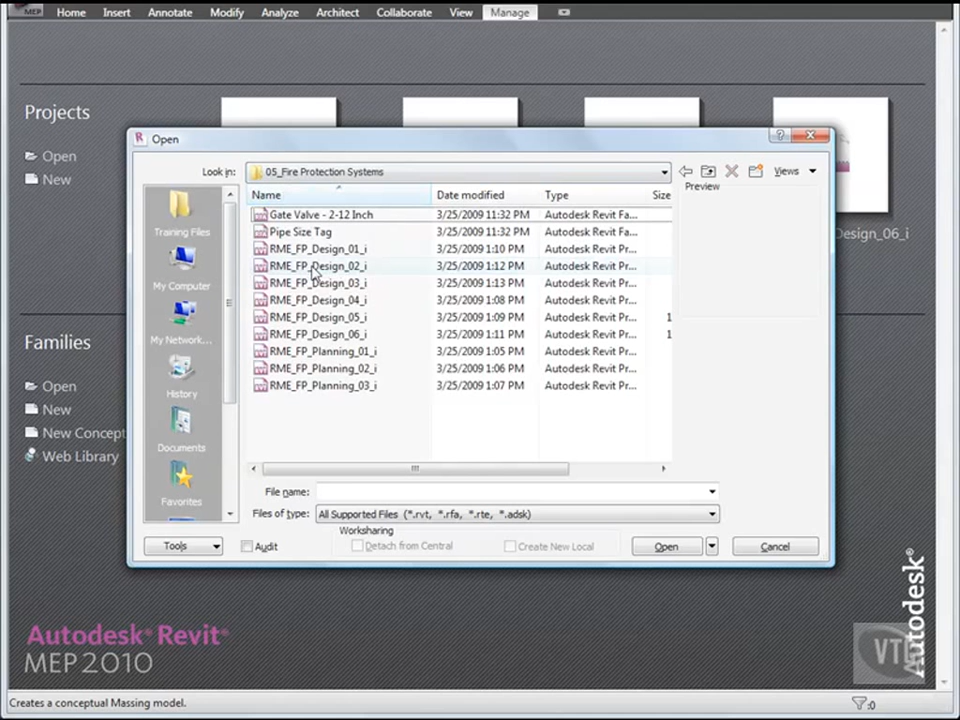 MEP Home Insert Annotate Modify Analyze Architect Collaborate View Manage
Projects
Open
New
Design_06_i
Families
Open
New
New Concept
Web Library
Open
Look in: 05_Fire Protection Systems Views
Name Date modified Type Size Preview
Gate Valve - 2-12 Inch 3/25/2009 11:32 PM Autodesk Revit Fa...
Pipe Size Tag 3/25/2009 11:32 PM Autodesk Revit Fa...
RME_FP_Design_01_i 3/25/2009 1:10 PM Autodesk Revit Pr...
RME_FP_Design_02_i 3/25/2009 1:12 PM Autodesk Revit Pr...
RME_FP_Design_03_i 3/25/2009 1:13 PM Autodesk Revit Pr...
RME_FP_Design_04_i 3/25/2009 1:08 PM Autodesk Revit Pr...
RME_FP_Design_05_i 3/25/2009 1:09 PM Autodesk Revit Pr... 1
RME_FP_Design_06_i 3/25/2009 1:11 PM Autodesk Revit Pr... 1
RME_FP_Planning_01_i 3/25/2009 1:05 PM Autodesk Revit Pr...
RME_FP_Planning_02_i 3/25/2009 1:06 PM Autodesk Revit Pr...
RME_FP_Planning_03_i 3/25/2009 1:07 PM Autodesk Revit Pr...
Training Files
My Computer
My Network...
History
Documents
Favorites
File name:
Files of type: All Supported Files (*.rvt, *.rfa, *.rte, *.adsk)
Worksharing
Tools Audit Detach from Central Create New Local Open Cancel
Autodesk® Revit®
MEP 2010
Autodesk®
VTC
Creates a conceptual Massing model.
:0